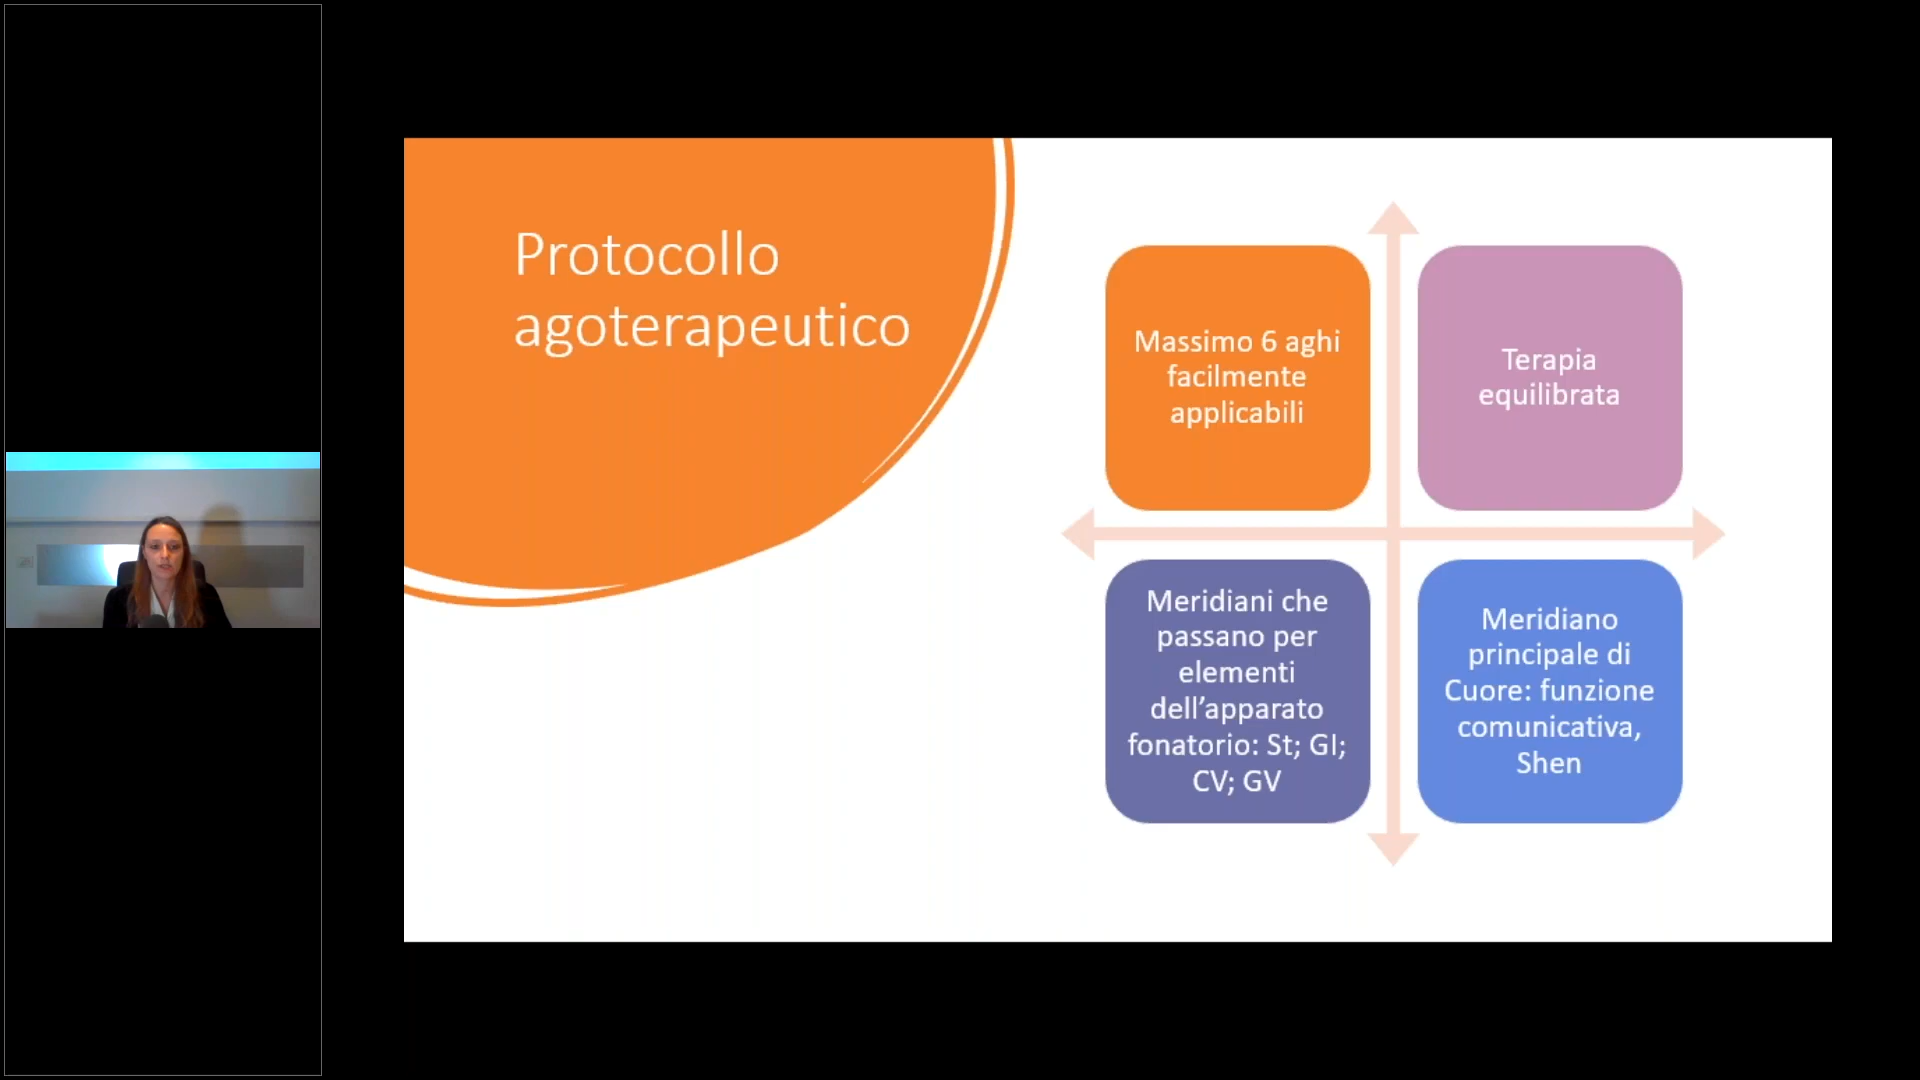 Protocollo
agoterapeutico
Massimo 6 aghi
facilmente
applicabili
Terapia
equilibrata
Meridiani che
passano per
elementi
dell’apparato
fonatorio: St; GI;
CV; GV
Meridiano
principale di
Cuore: funzione
comunicativa,
Shen